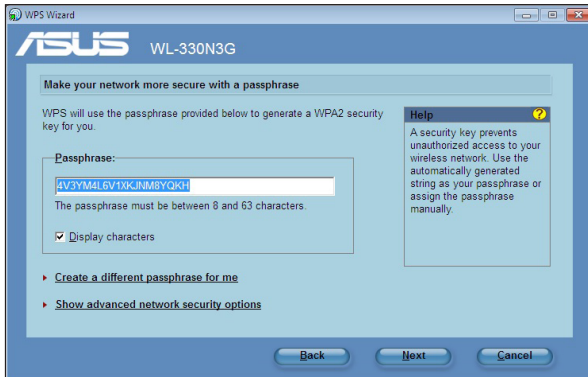 WPS Wizard
ASUS WL-330N3G
Make your network more secure with a passphrase
WPS will use the passphrase provided below to generate a WPA2 security
key for you.
Passphrase:
4V3YM4L6V1XKJNM8YQKH
The passphrase must be between 8 and 63 characters.
Display characters
Create a different passphrase for me
Show advanced network security options
Help
A security key prevents
unauthorized access to your
wireless network. Use the
automatically generated
string as your passphrase or
assign the passphrase
manually.
Back Next Cancel